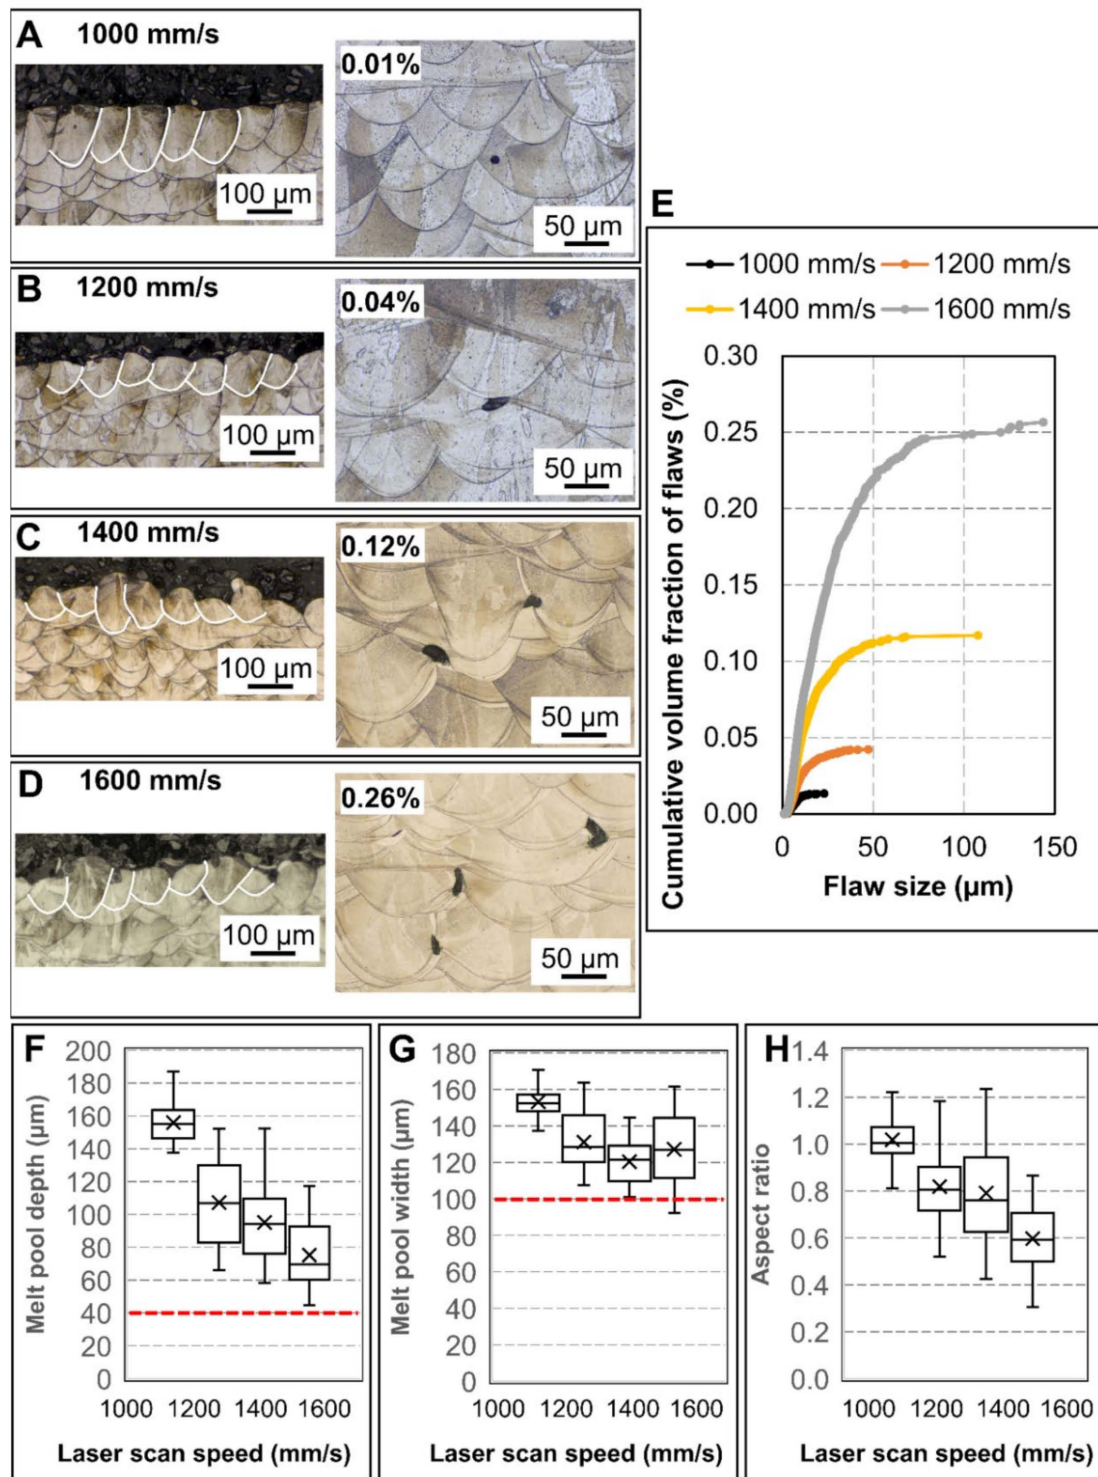 A 1000 mm/s
0.01%
100 µm
50 µm
B 1200 mm/s
0.04%
100 µm
50 µm
C 1400 mm/s
0.12%
100 µm
50 µm
D 1600 mm/s
0.26%
100 µm
50 µm
E
1000 mm/s 1200 mm/s
1400 mm/s 1600 mm/s
Cumulative volume fraction of flaws (%)
0.30
0.25
0.20
0.15
0.10
0.05
0.00
0 50 100 150
Flaw size (µm)
F
Melt pool depth (µm)
200
180
160
140
120
100
80
60
40
20
0
1000 1200 1400 1600
Laser scan speed (mm/s)
G
Melt pool width (µm)
180
160
140
120
100
80
60
40
20
0
1000 1200 1400 1600
Laser scan speed (mm/s)
H
Aspect ratio
1.4
1.2
1.0
0.8
0.6
0.4
0.2
0.0
1000 1200 1400 1600
Laser scan speed (mm/s)